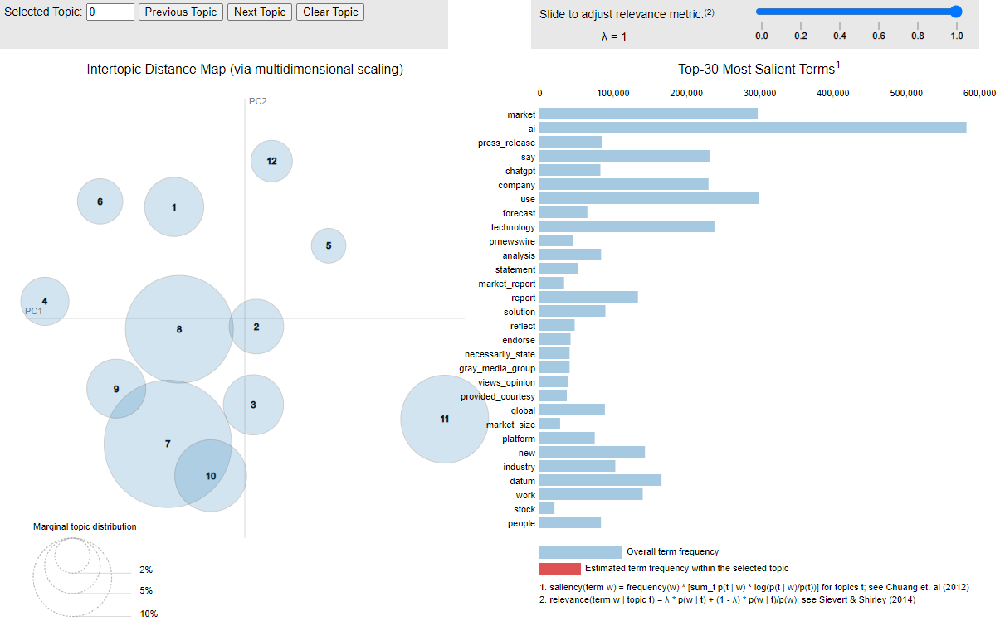 Selected Topic: 0 Previous Topic Next Topic Clear Topic
Slide to adjust relevance metric:(2)
λ = 1
0.0 0.2 0.4 0.6 0.8 1.0
Intertopic Distance Map (via multidimensional scaling)
PC2
PC1
12
6
1
5
4
8
2
9
3
11
7
10
Marginal topic distribution
2%
5%
10%
Top-30 Most Salient Terms1
0 100,000 200,000 300,000 400,000 500,000 600,000
market
ai
press_release
say
chatgpt
company
use
forecast
technology
prnewswire
analysis
statement
market_report
report
solution
reflect
endorse
necessarily_state
gray_media_group
views_opinion
provided_courtesy
global
market_size
platform
new
industry
datum
work
stock
people
Overall term frequency
Estimated term frequency within the selected topic
1. saliency(term w) = frequency(w) * [sum_t p(t | w) * log(p(t | w)/p(t))] for topics t; see Chuang et. al (2012)
2. relevance(term w | topic t) = λ * p(w | t) + (1 - λ) * p(w | t)/p(w); see Sievert & Shirley (2014)